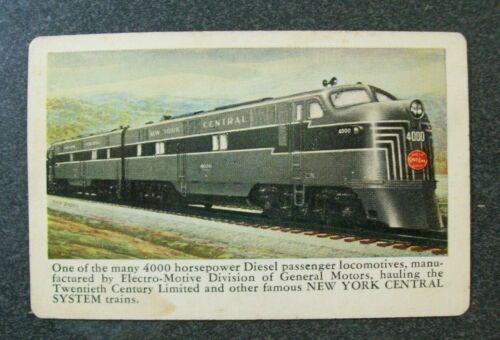 NEW YORK CENTRAL
4000
4000
4000
One of the many 4000 horsepower Diesel passenger locomotives, manu-
factured by Electro-Motive Division of General Motors, hauling the
Twentieth Century Limited and other famous NEW YORK CENTRAL
SYSTEM trains.